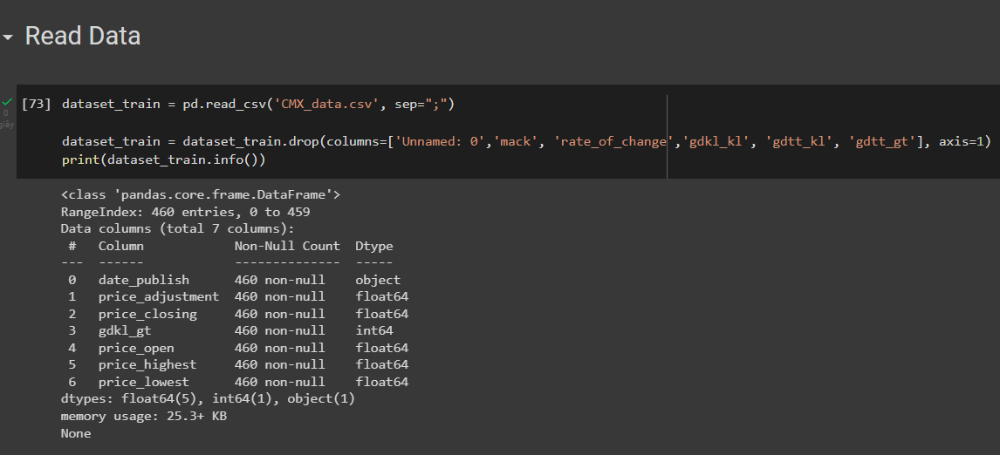 Read Data
[73] dataset_train = pd.read_csv('CMX_data.csv', sep=";")
0
giây
dataset_train = dataset_train.drop(columns=['Unnamed: 0','mack', 'rate_of_change','gdkl_kl', 'gdtt_kl', 'gdtt_gt'], axis=1)
print(dataset_train.info())
<class 'pandas.core.frame.DataFrame'>
RangeIndex: 460 entries, 0 to 459
Data columns (total 7 columns):
 #   Column            Non-Null Count  Dtype
---  ------            --------------  -----
 0   date_publish      460 non-null    object
 1   price_adjustment  460 non-null    float64
 2   price_closing     460 non-null    float64
 3   gdkl_gt           460 non-null    int64
 4   price_open        460 non-null    float64
 5   price_highest     460 non-null    float64
 6   price_lowest      460 non-null    float64
dtypes: float64(5), int64(1), object(1)
memory usage: 25.3+ KB
None